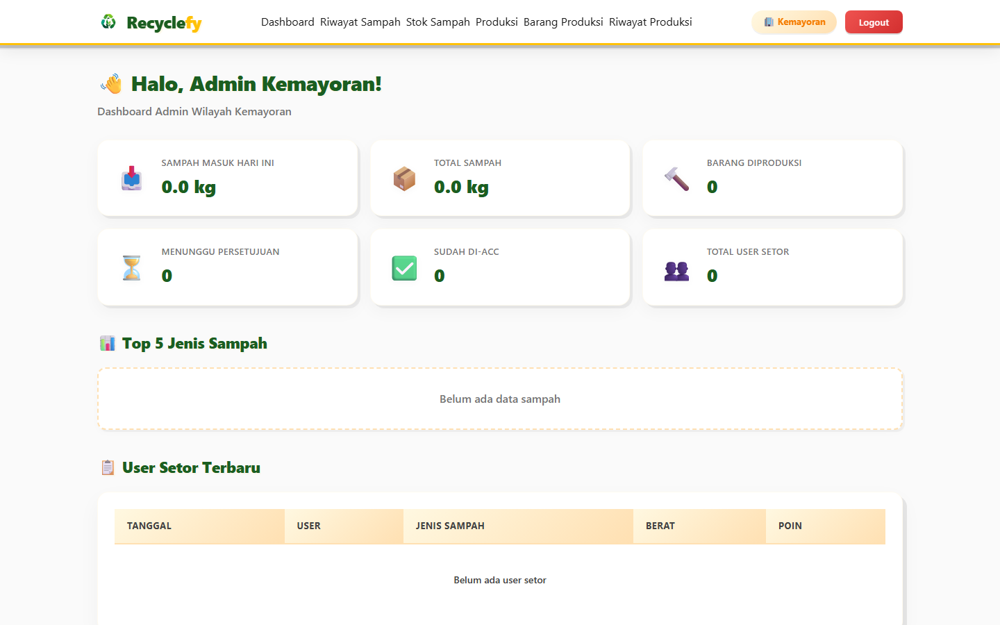 Recyclefy Dashboard Riwayat Sampah Stok Sampah Produksi Barang Produksi Riwayat Produksi Kemayoran Logout
Halo, Admin Kemayoran!
Dashboard Admin Wilayah Kemayoran
SAMPAH MASUK HARI INI
0.0 kg
TOTAL SAMPAH
0.0 kg
BARANG DIPRODUKSI
0
MENUNGGU PERSETUJUAN
0
SUDAH DI-ACC
0
TOTAL USER SETOR
0
Top 5 Jenis Sampah
Belum ada data sampah
User Setor Terbaru
TANGGAL USER JENIS SAMPAH BERAT POIN
Belum ada user setor